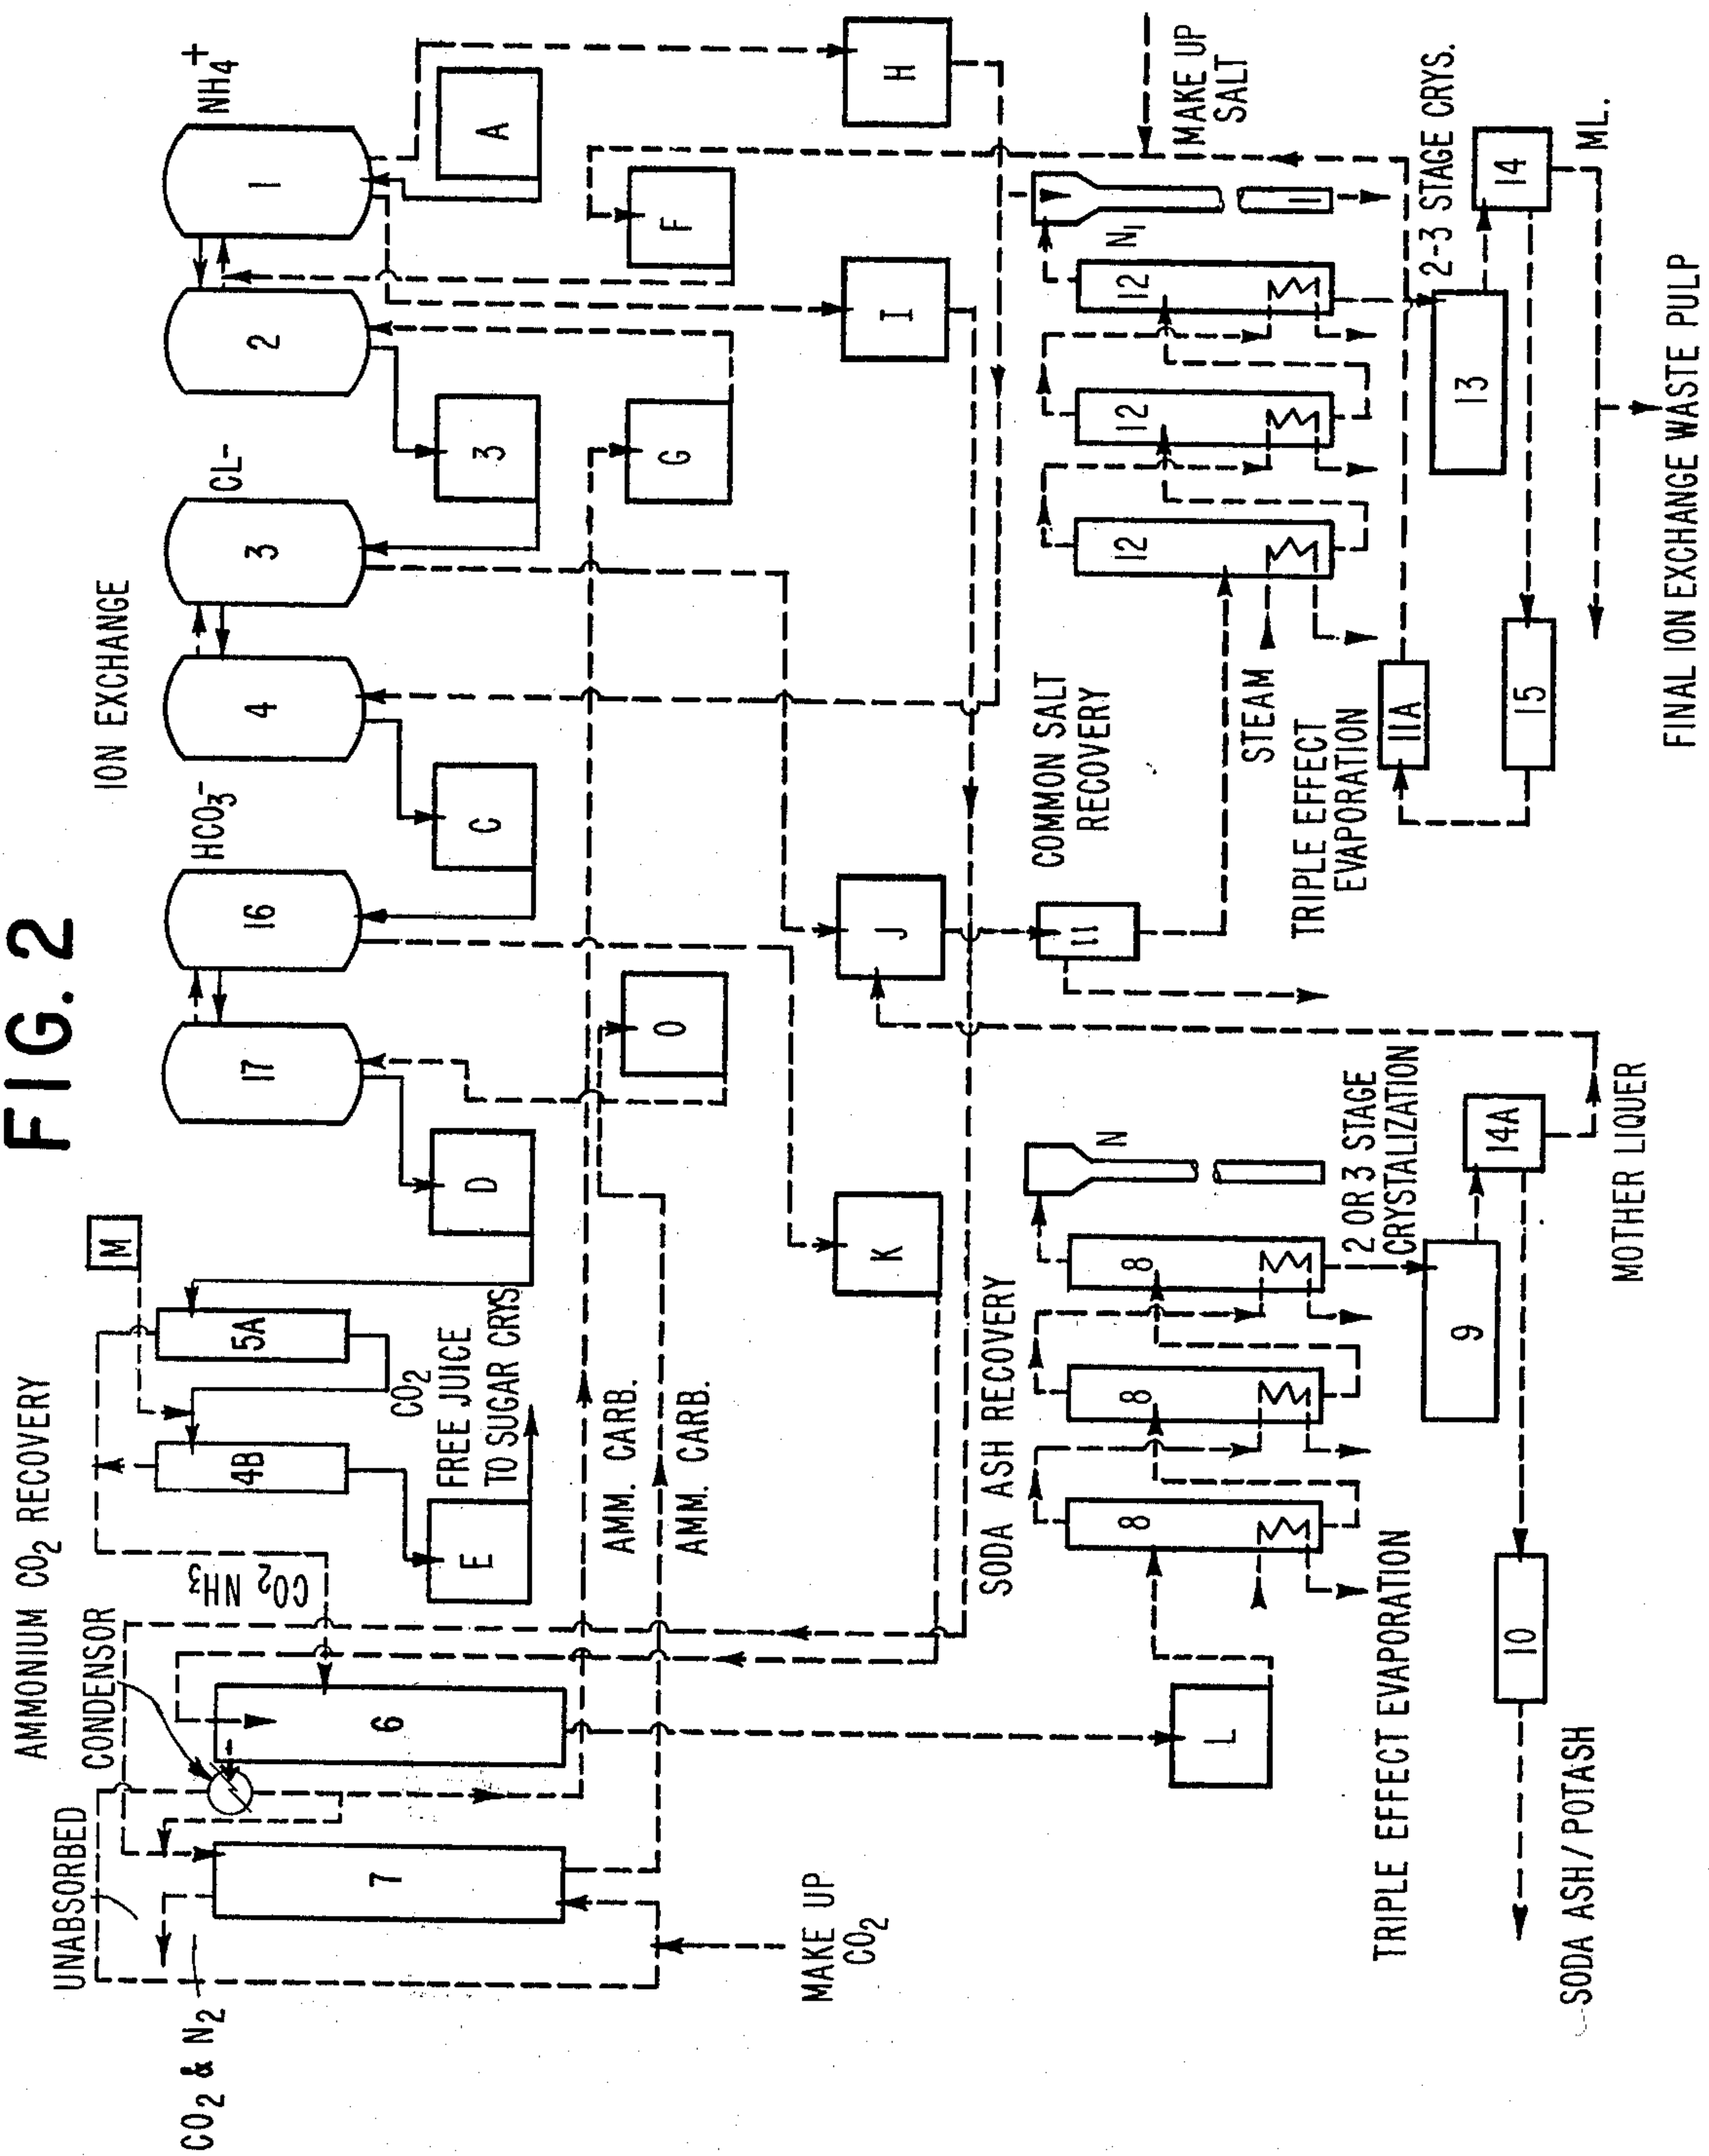 FIG. 2
AMMONIUM CO2 RECOVERY
ION EXCHANGE
UNABSORBED
CONDENSOR
CO2 & N2
CO2 NH3
M
HCO3-
CL-
NH4+
7
6
4B
5A
17
16
4
3
2
1
E
D
C
3
A
CO2
FREE JUICE
TO SUGAR CRYS.
AMM. CARB.
AMM. CARB.
O
G
F
MAKE UP
CO2
K
J
I
H
L
SODA ASH RECOVERY
8
8
8
N
11
COMMON SALT
RECOVERY
STEAM
12
12
12
N1
MAKE UP
SALT
TRIPLE EFFECT EVAPORATION
2 OR 3 STAGE
CRYSTALIZATION
TRIPLE EFFECT
EVAPORATION
11A
2-3 STAGE CRYS.
9
14A
13
14
10
MOTHER LIQUER
15
ML.
SODA ASH/POTASH
FINAL ION EXCHANGE WASTE PULP